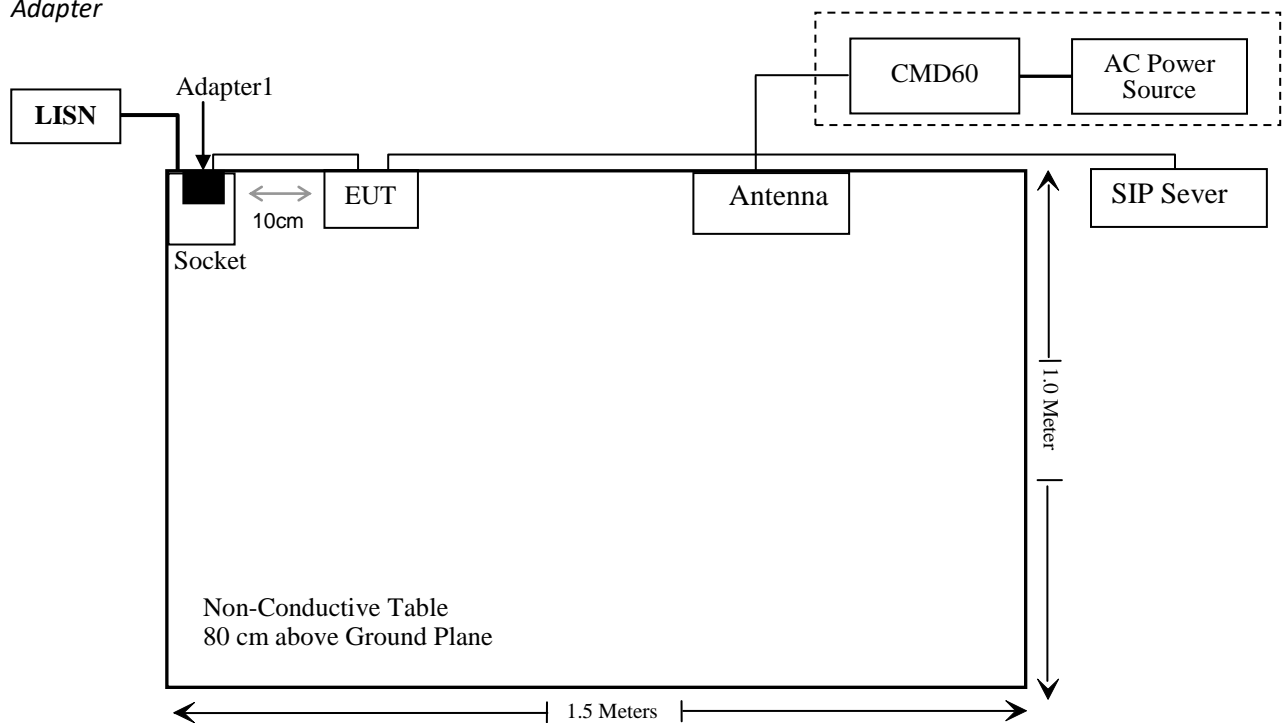 Adapter
CMD60
AC Power
Source
Adapter1
LISN
EUT
Antenna
SIP Sever
10cm
Socket
1.0 Meter
Non-Conductive Table
80 cm above Ground Plane
1.5 Meters